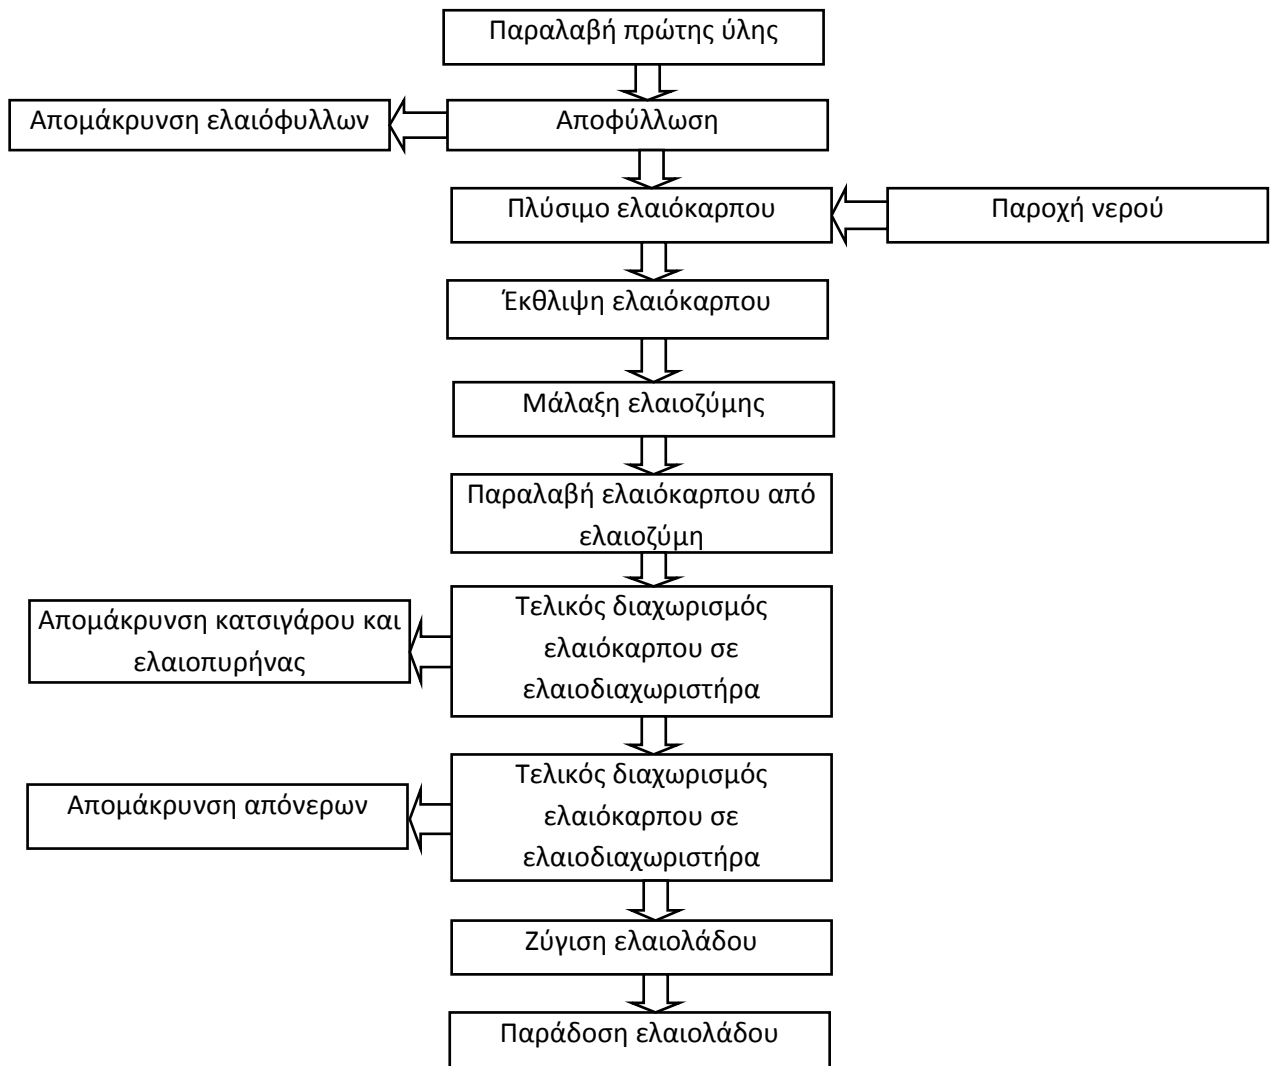 Παραλαβή πρώτης ύλης
Απομάκρυνση ελαιόφυλλων
Αποφύλλωση
Πλύσιμο ελαιόκαρπου
Παροχή νερού
Έκθλιψη ελαιόκαρπου
Μάλαξη ελαιοζύμης
Παραλαβή ελαιόκαρπου από
ελαιοζύμη
Απομάκρυνση κατσιγάρου και
ελαιοπυρήνας
Τελικός διαχωρισμός
ελαιόκαρπου σε
ελαιοδιαχωριστήρα
Απομάκρυνση απόνερων
Τελικός διαχωρισμός
ελαιόκαρπου σε
ελαιοδιαχωριστήρα
Ζύγιση ελαιολάδου
Παράδοση ελαιολάδου